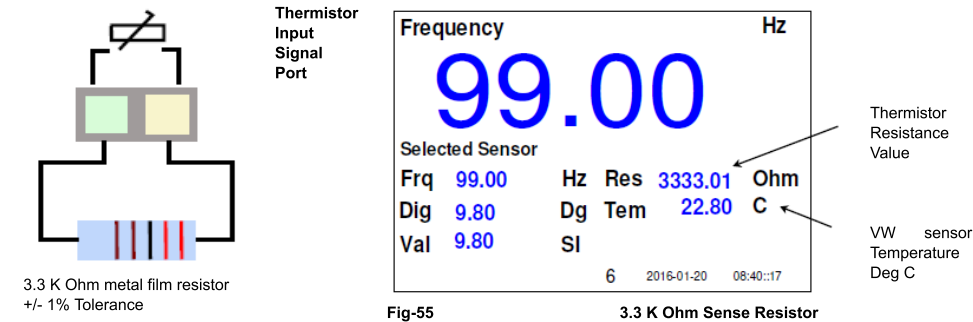 Thermistor
Input
Signal
Port
3.3 K Ohm metal film resistor
+/- 1% Tolerance
Frequency Hz
99.00
Selected Sensor
Frq 99.00 Hz Res 3333.01 Ohm
Dig 9.80 Dg Tem 22.80 C
Val 9.80 SI
6 2016-01-20 08:40::17
Thermistor
Resistance
Value
VW sensor
Temperature
Deg C
Fig-55 3.3 K Ohm Sense Resistor